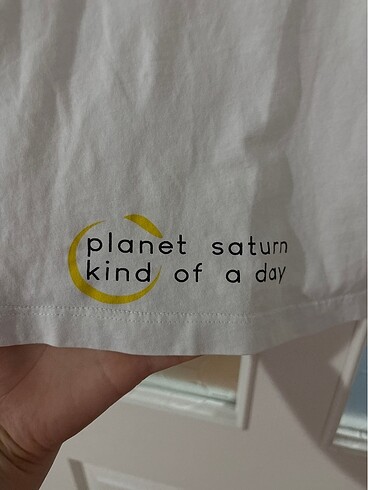 planet saturn
kind of a day